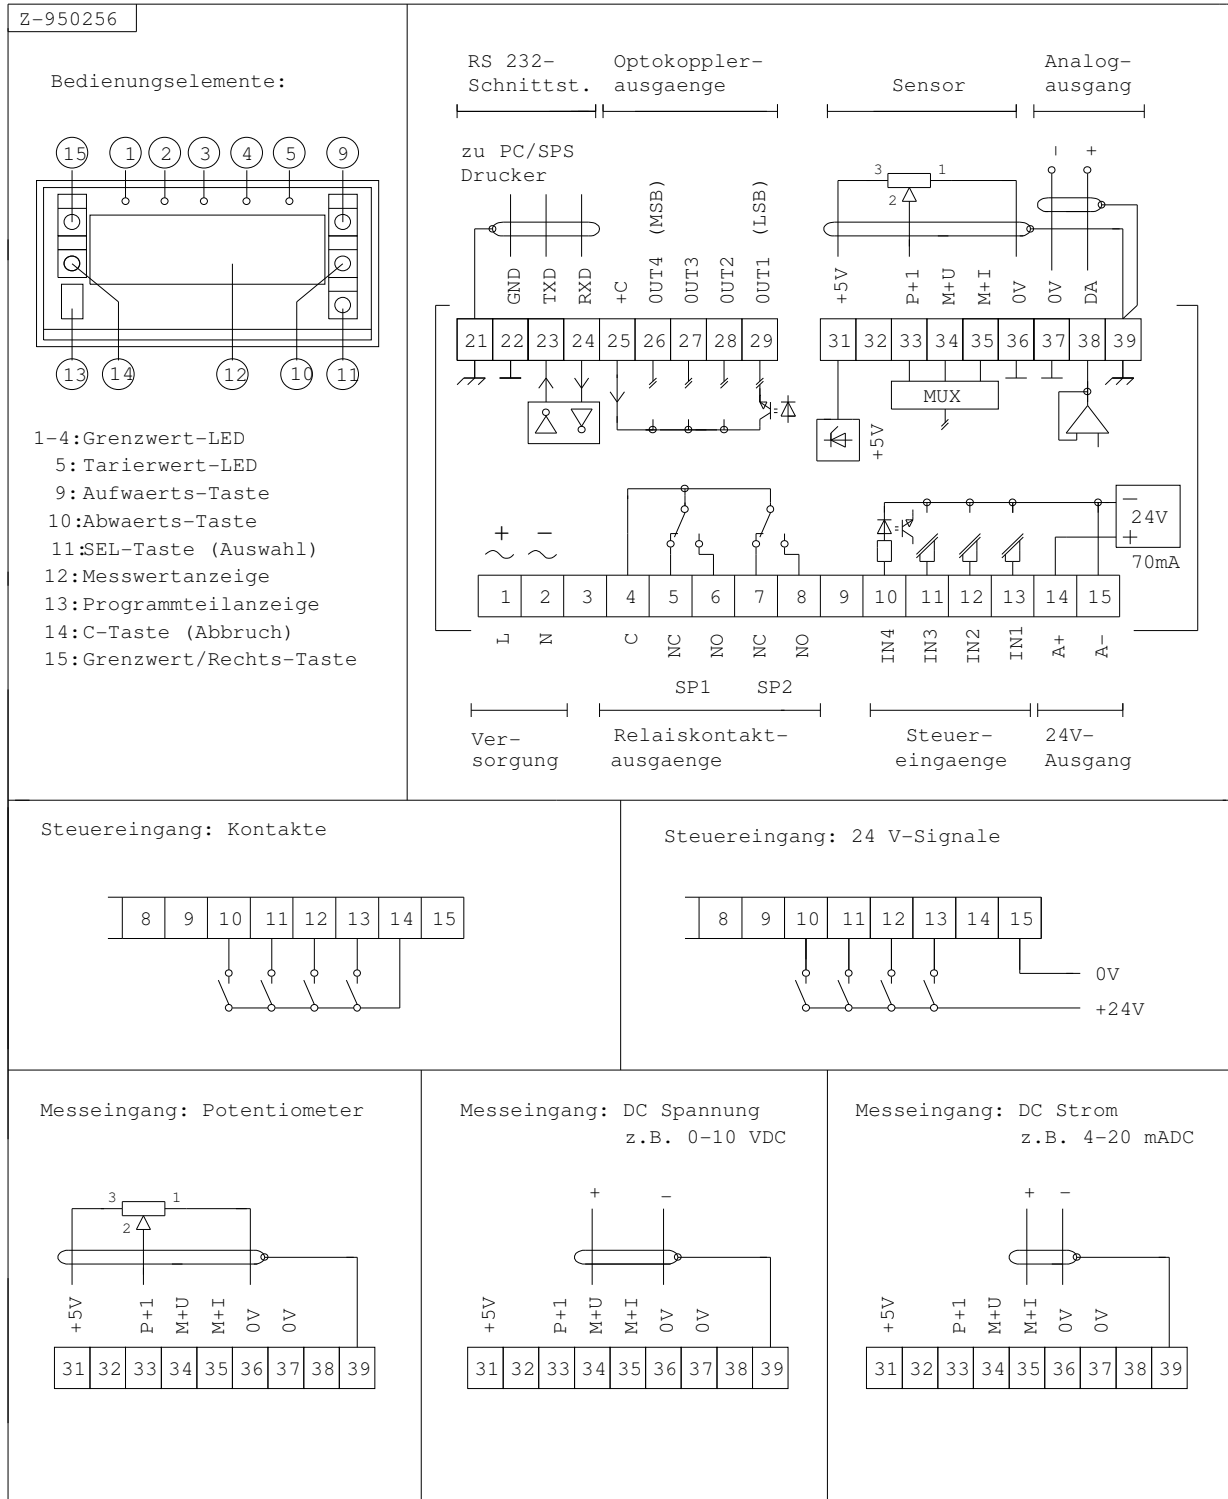 Z-950256
Bedienungselemente:
15 1 2 3 4 5 9
13 14 12 10 11
1-4:Grenzwert-LED
5:Tarierwert-LED
9:Aufwaerts-Taste
10:Abwaerts-Taste
11:SEL-Taste (Auswahl)
12:Messwertanzeige
13:Programmteilanzeige
14:C-Taste (Abbruch)
15:Grenzwert/Rechts-Taste
RS 232-
Schnittst.
Optokoppler-
ausgaenge
Sensor
Analog-
ausgang
zu PC/SPS
Drucker
(MSB) (LSB)
3 1
2
- +
GND TXD RXD +C OUT4 OUT3 OUT2 OUT1
+5V P+1 M+U M+I 0V 0V DA
21 22 23 24 25 26 27 28 29
31 32 33 34 35 36 37 38 39
MUX
+5V
+ -
-
24V
+
70mA
1 2 3 4 5 6 7 8 9 10 11 12 13 14 15
L N C NC NO NC NO IN4 IN3 IN2 IN1 A+ A-
SP1 SP2
Ver-
sorgung
Relaiskontakt-
ausgaenge
Steuer-
eingaenge
24V-
Ausgang
Steuereingang: Kontakte
8 9 10 11 12 13 14 15
Steuereingang: 24 V-Signale
8 9 10 11 12 13 14 15
0V
+24V
Messeingang: Potentiometer
3 1
2
+5V P+1 M+U M+I 0V 0V
31 32 33 34 35 36 37 38 39
Messeingang: DC Spannung
z.B. 0-10 VDC
+ -
+5V P+1 M+U M+I 0V 0V
31 32 33 34 35 36 37 38 39
Messeingang: DC Strom
z.B. 4-20 mADC
+ -
+5V P+1 M+U M+I 0V 0V
31 32 33 34 35 36 37 38 39